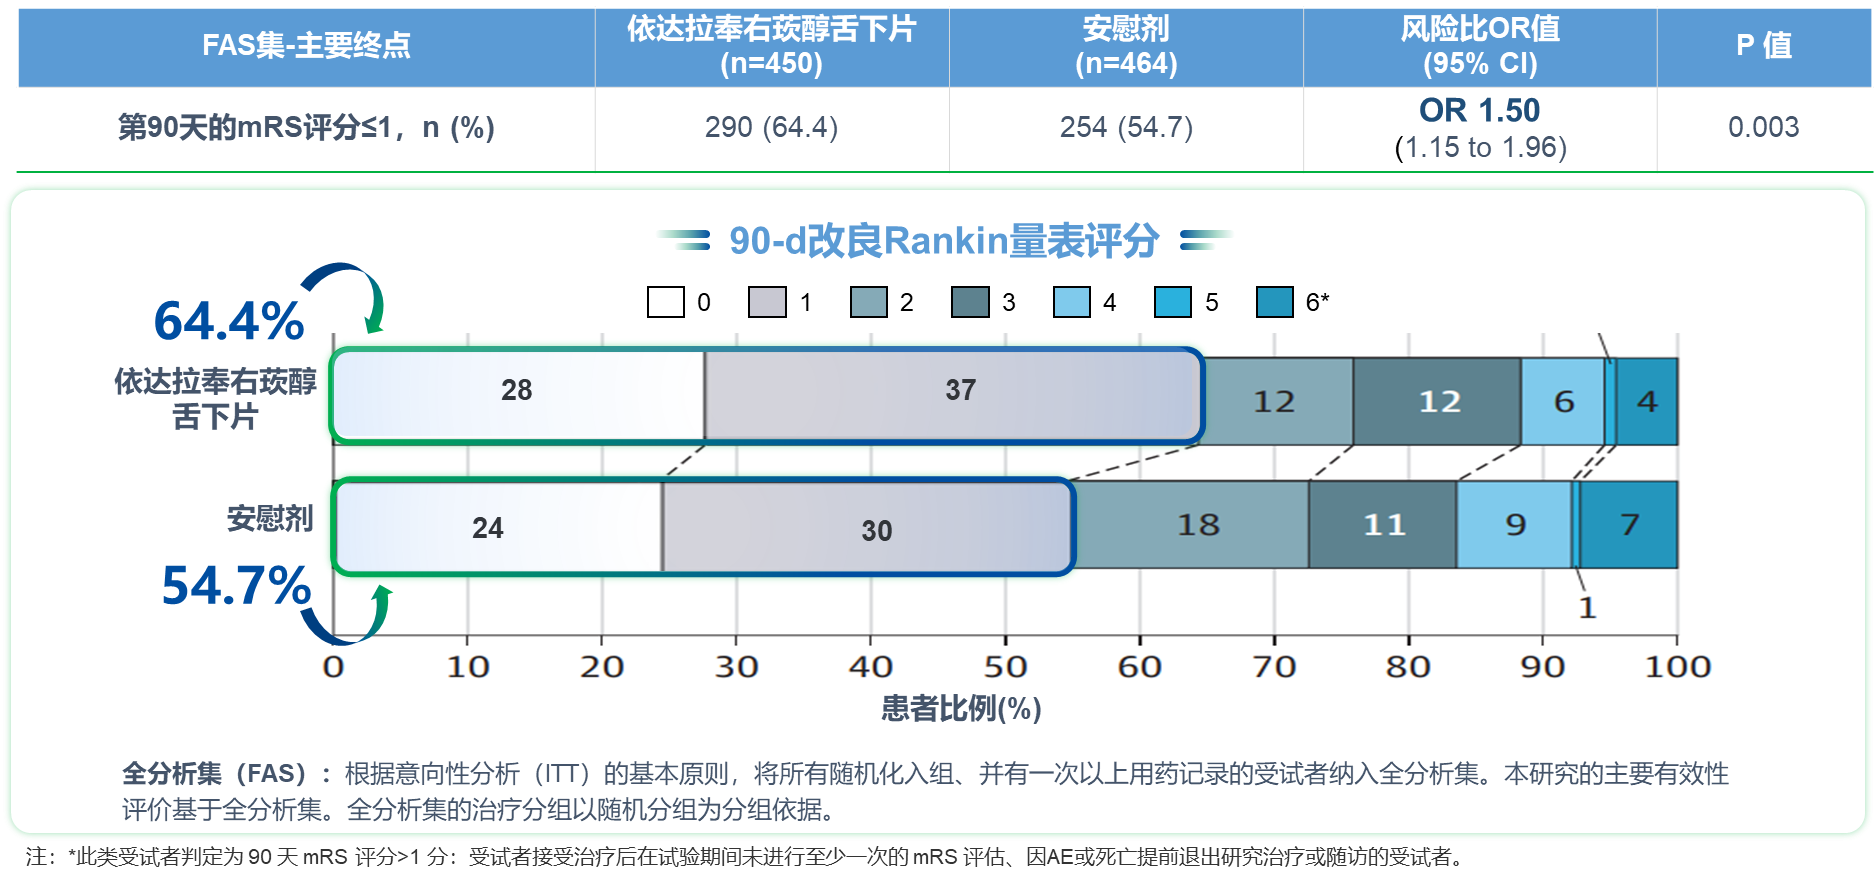 FAS集-主要终点
依达拉奉右莰醇舌下片
(n=450)
安慰剂
(n=464)
风险比OR值
(95% CI)
P 值
第90天的mRS评分≤1，n (%)
290 (64.4)
254 (54.7)
OR 1.50
(1.15 to 1.96)
0.003
90-d改良Rankin量表评分
0 1 2 3 4 5 6*
64.4%
依达拉奉右莰醇
舌下片
28 37 12 12 6 4
安慰剂
24 30 18 11 9 7
54.7%
1
0 10 20 30 40 50 60 70 80 90 100
患者比例(%)
全分析集（FAS）：根据意向性分析（ITT）的基本原则，将所有随机化入组、并有一次以上用药记录的受试者纳入全分析集。本研究的主要有效性
评价基于全分析集。全分析集的治疗分组以随机分组为分组依据。
注：*此类受试者判定为 90 天 mRS 评分>1 分：受试者接受治疗后在试验期间未进行至少一次的 mRS 评估、因AE或死亡提前退出研究治疗或随访的受试者。